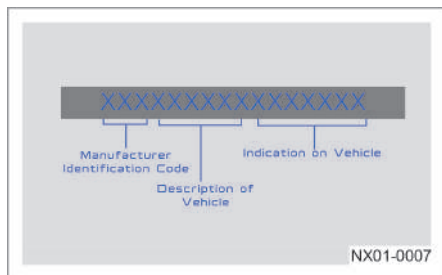 XXXXXXXXXXXXXXXXX
Manufacturer
Identification Code
Indication on Vehicle
Description of
Vehicle
NX01-0007